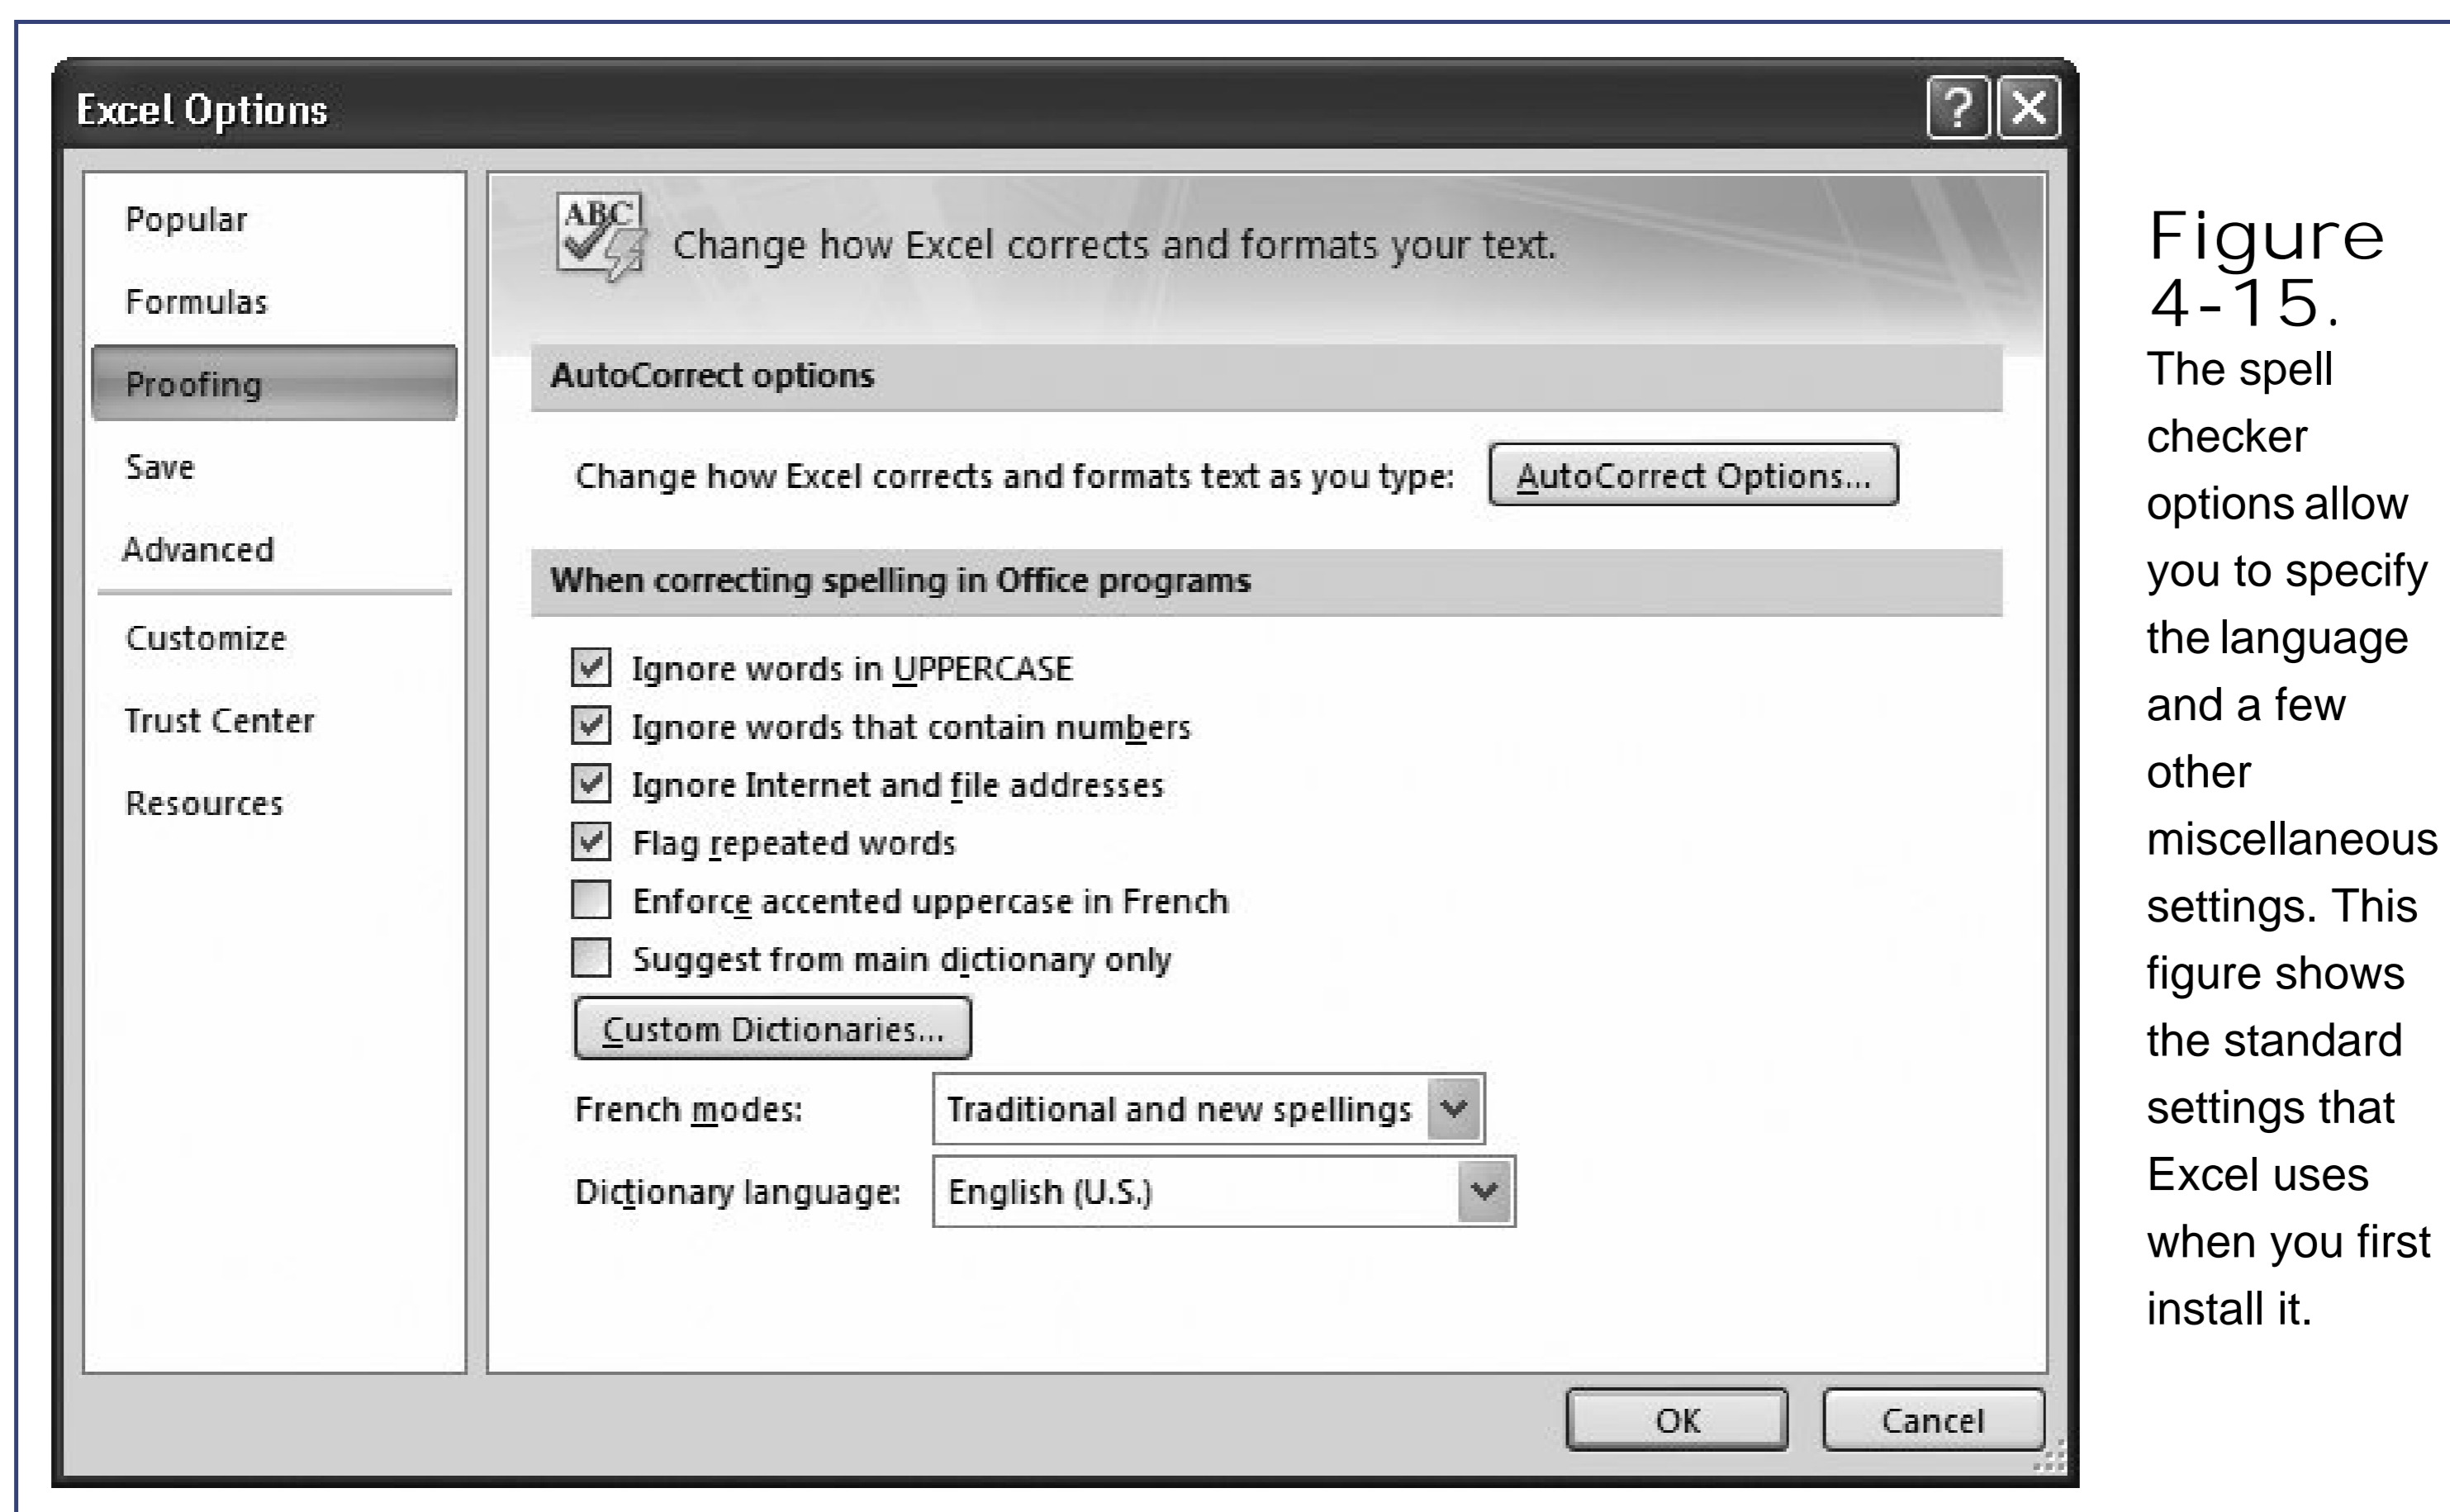 Excel Options
?
Popular
Formulas
Proofing
Save
Advanced
Customize
Trust Center
Resources
ABC
Change how Excel corrects and formats your text.
AutoCorrect options
Change how Excel corrects and formats text as you type: AutoCorrect Options...
When correcting spelling in Office programs
Ignore words in UPPERCASE
Ignore words that contain numbers
Ignore Internet and file addresses
Flag repeated words
Enforce accented uppercase in French
Suggest from main dictionary only
Custom Dictionaries...
French modes: Traditional and new spellings
Dictionary language: English (U.S.)
OK Cancel
Figure
4-15.
The spell
checker
options allow
you to specify
the language
and a few
other
miscellaneous
settings. This
figure shows
the standard
settings that
Excel uses
when you first
install it.